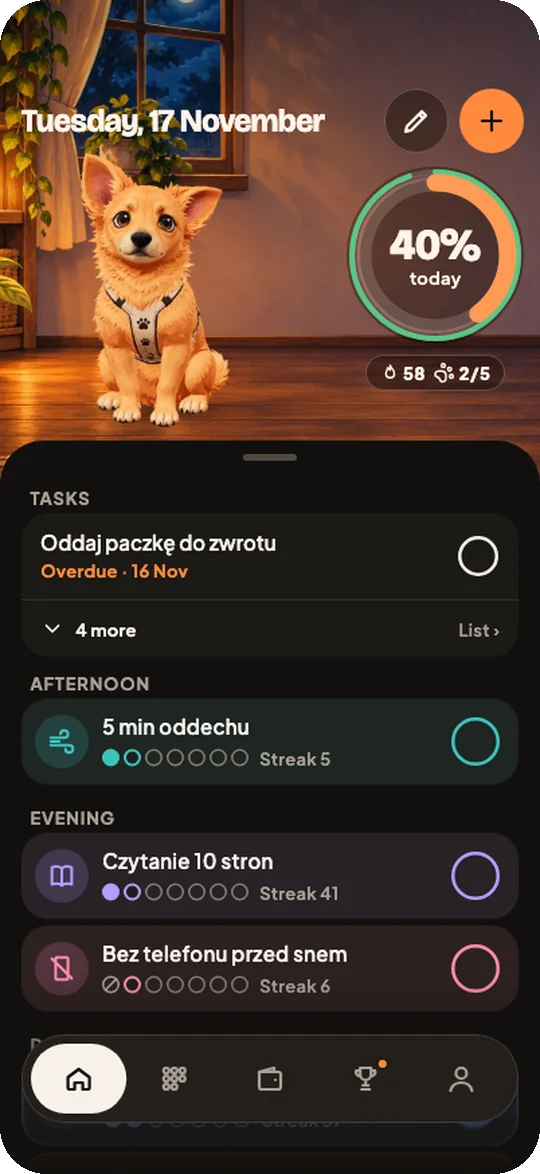 Tuesday, 17 November
40%
today
58 2/5
TASKS
Oddaj paczkę do zwrotu
Overdue · 16 Nov
4 more
List ›
AFTERNOON
5 min oddechu
Streak 5
EVENING
Czytanie 10 stron
Streak 41
Bez telefonu przed snem
Streak 6